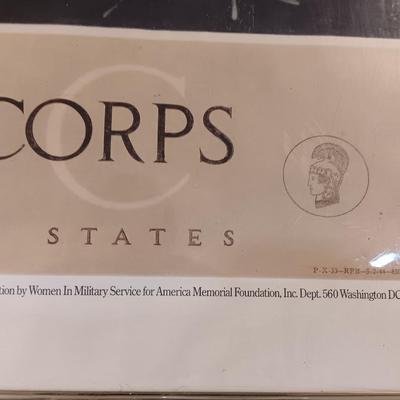 CORPS
C
STATES
tion by Women In Military Service for America Memorial Foundation, Inc. Dept. 560 Washington DC